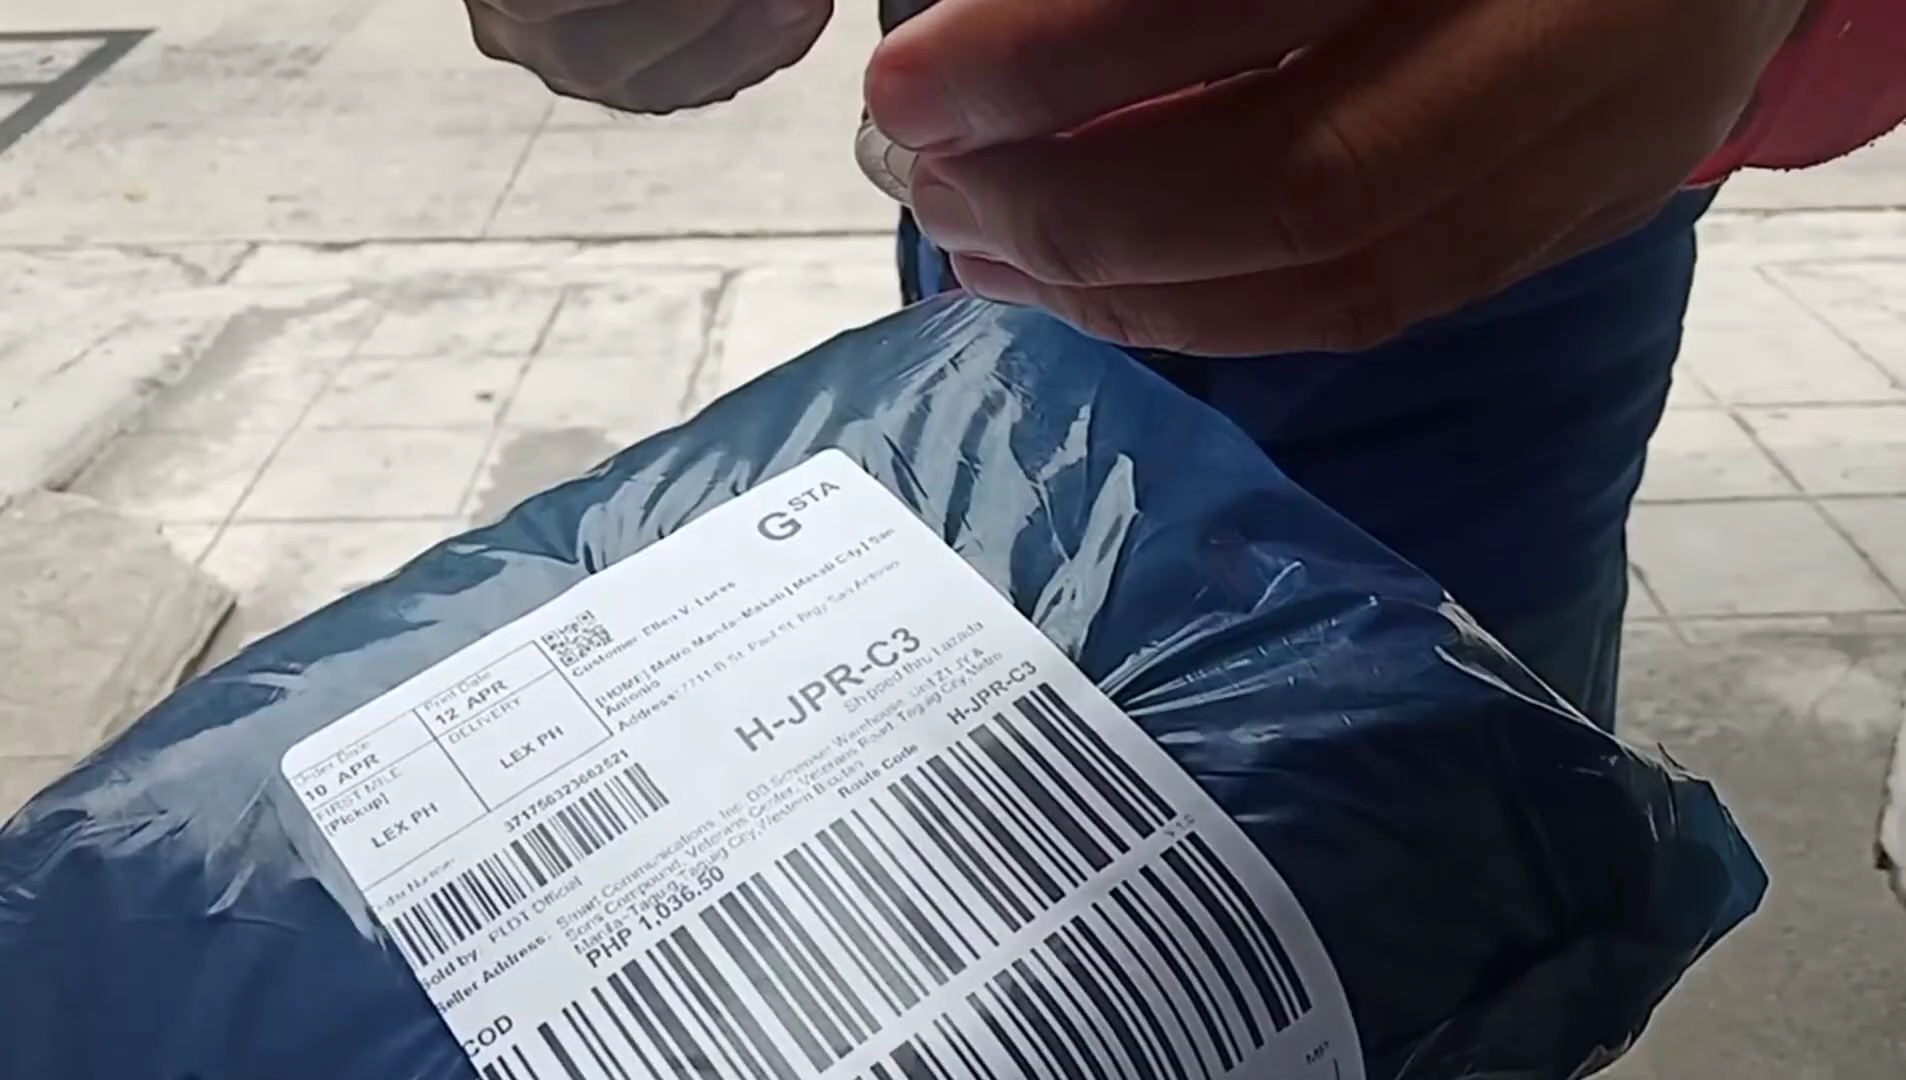 G STA
Order Date
10 APR
Print Date
12 APR
FIRST MILE
[Pickup]
LEX PH
DELIVERY
LEX PH
Customer: Ellen V. Lucas
[HOME] Metro Manila~Makati | Makati City | San
Antonio
Address: 7711-B St. Paul St. Brgy San Antonio
H-JPR-C3
Shipped thru Lazada
Sold by: PLDT Official
Seller Address: Smart Communications, Inc. DB Schenker Warehouse, Unit Z1 JY &
Sons Compound, Veterans Center, Veterans Road, Taguig City, Metro
Manila~Taguig, Taguig City, Western Bicutan
PHP 1,036.50
Route Code
H-JPR-C3
COD
V1.0